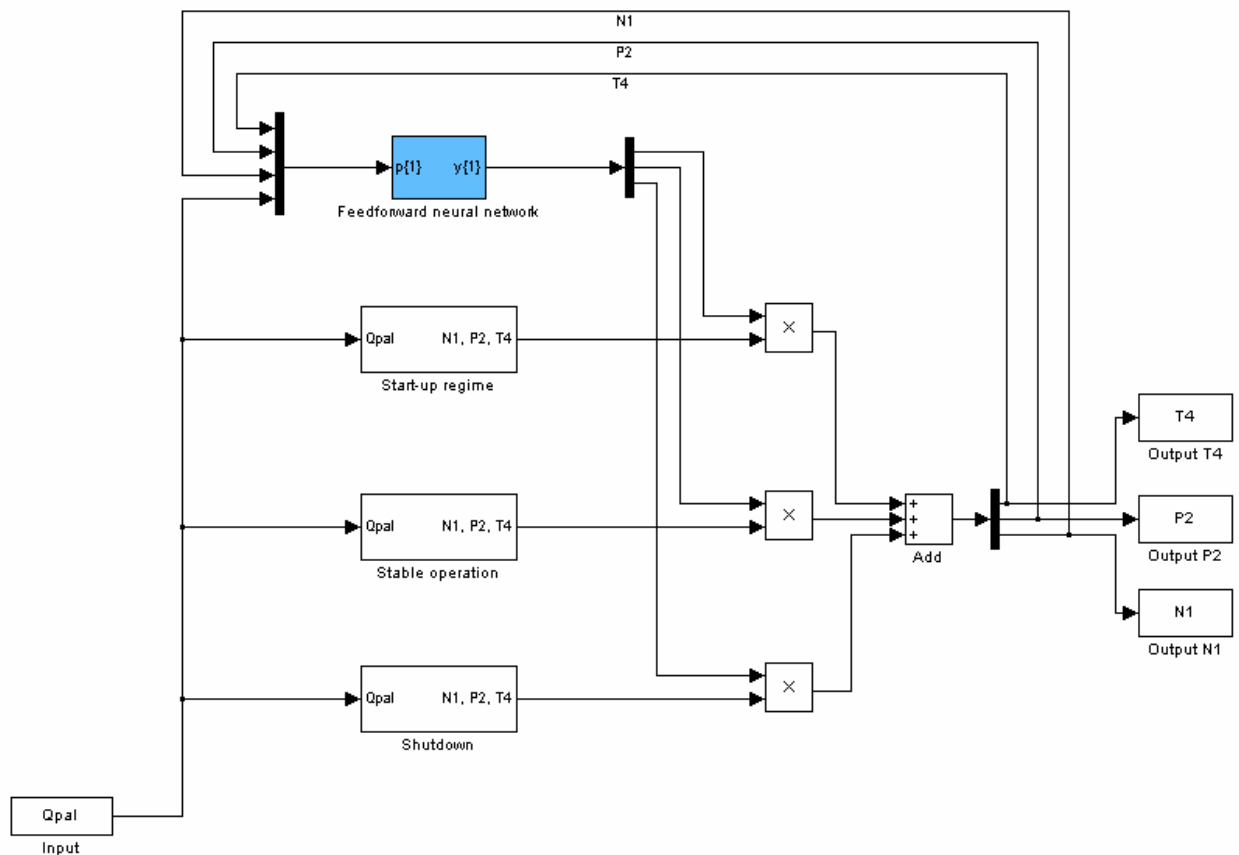 N1
P2
T4
p{1} y{1}
Feedforward neural network
Qpal N1, P2, T4
Start-up regime
×
Qpal N1, P2, T4
Stable operation
×
+
+
+
Add
Qpal N1, P2, T4
Shutdown
×
T4
Output T4
P2
Output P2
N1
Output N1
Qpal
Input